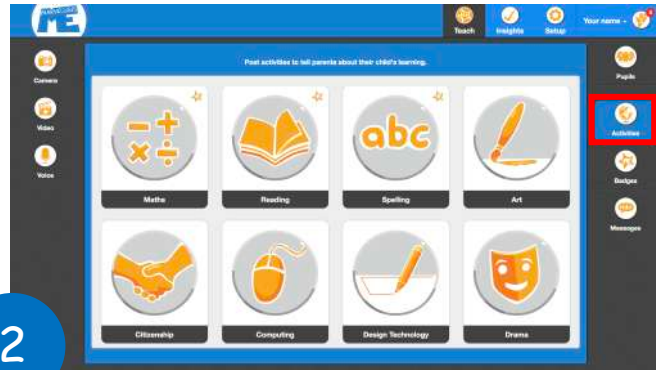 MARVELLOUS
ME
Teach
Insights
Setup
Your name
Camera
Video
Voice
Post activities to tell parents about their child's learning.
Maths
Reading
abc
Spelling
Art
Citizenship
Computing
Design Technology
Drama
Pupils
Activities
Badges
Messages
2